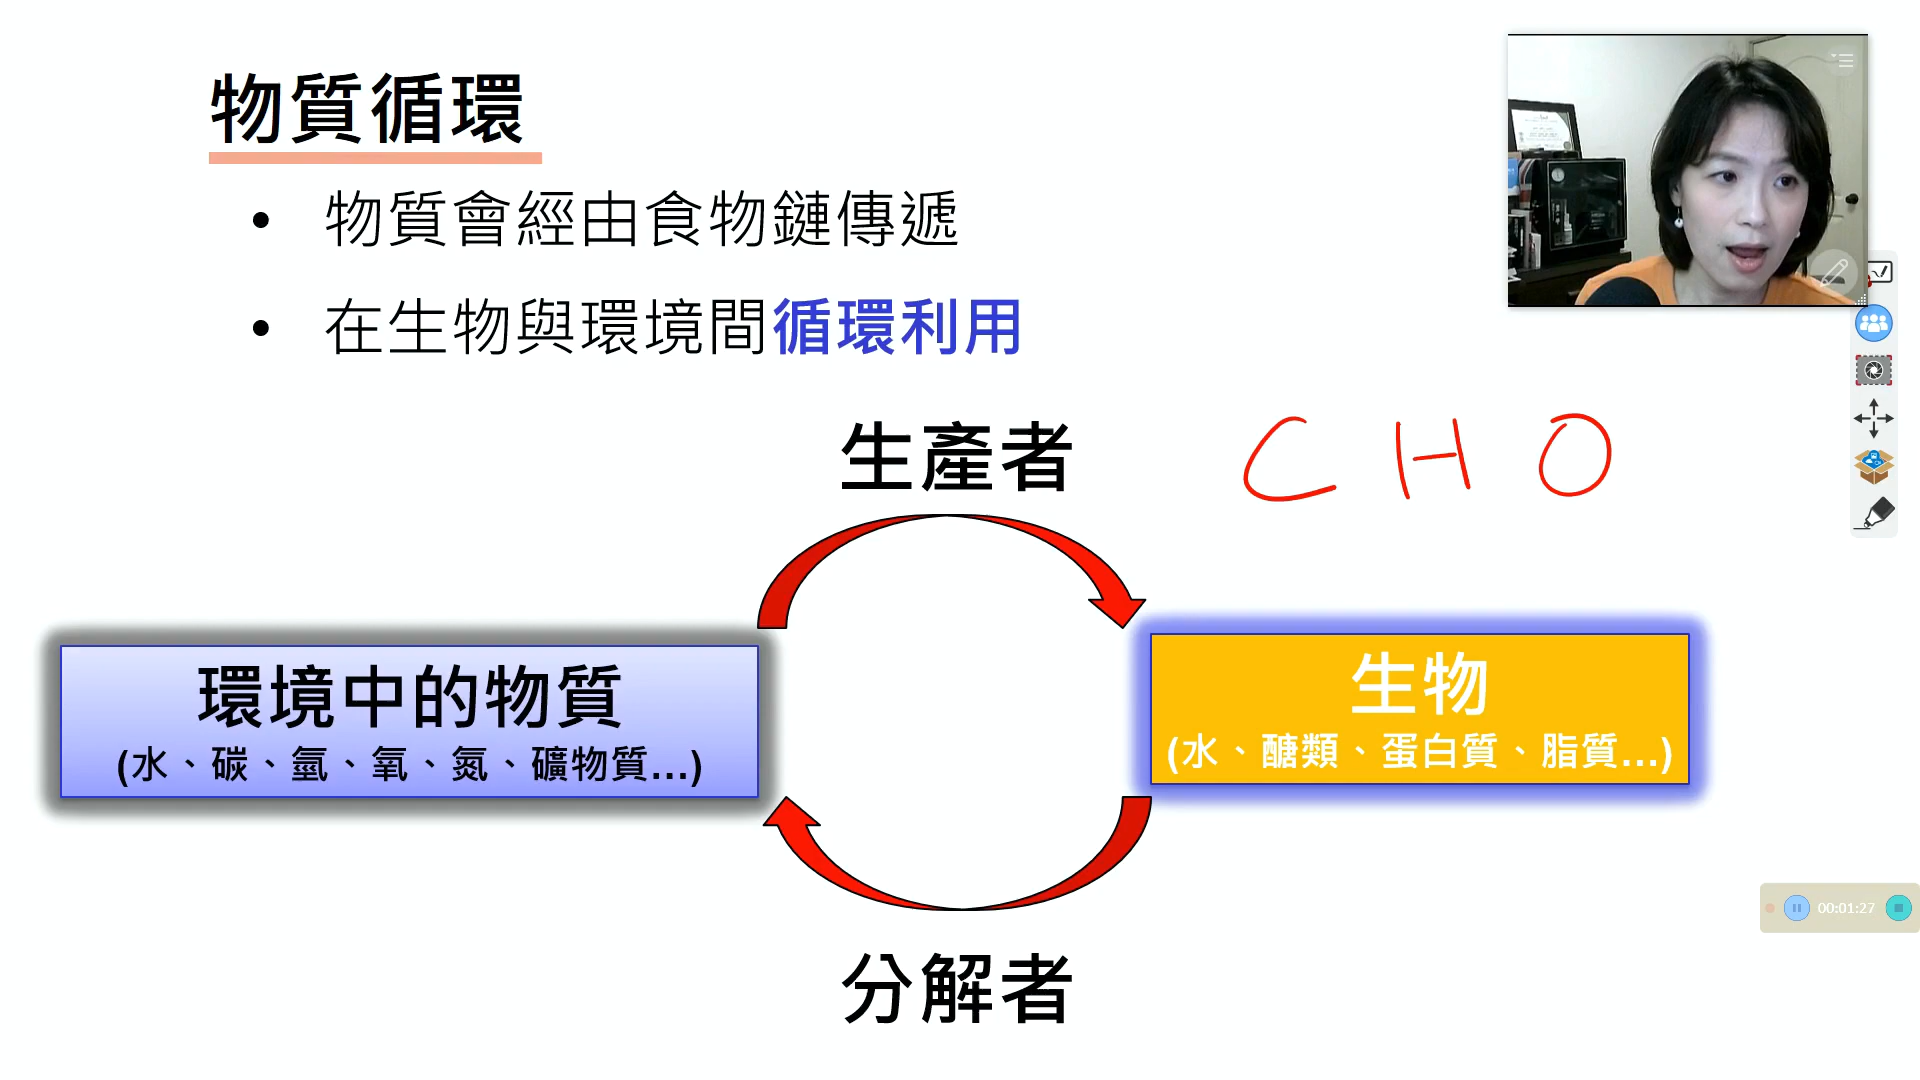 物質循環
• 物質會經由食物鏈傳遞
• 在生物與環境間循環利用
生產者
C H O
環境中的物質
(水、碳、氫、氧、氮、礦物質...)
生物
(水、醣類、蛋白質、脂質...)
分解者
00:01:27